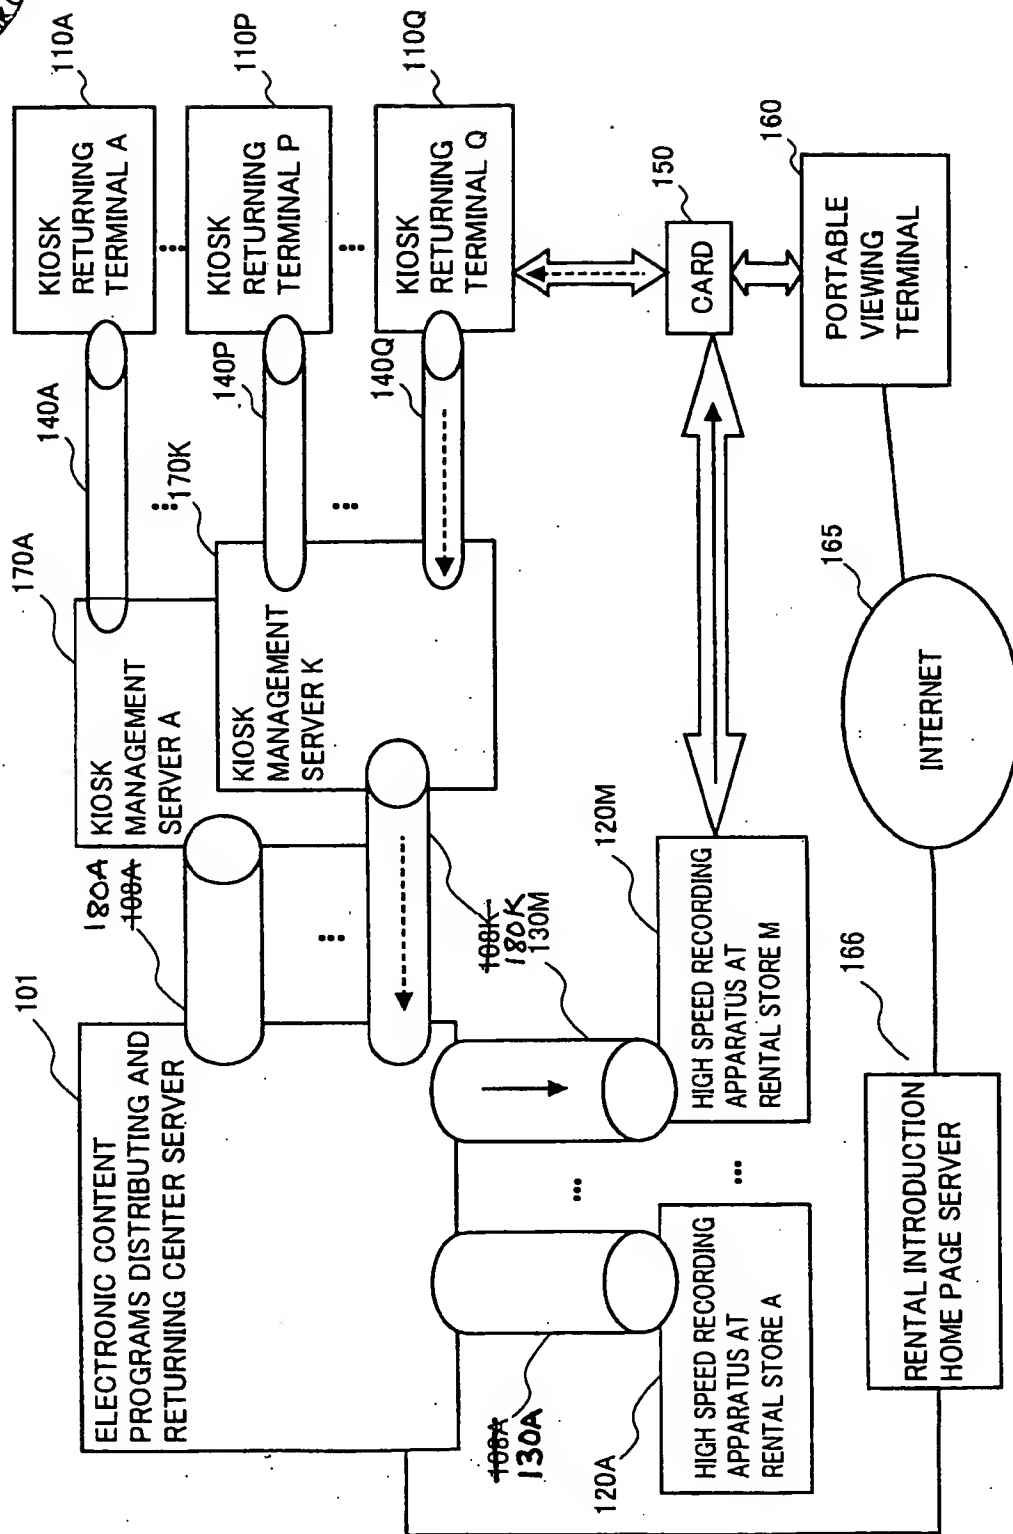 101
ELECTRONIC CONTENT
PROGRAMS DISTRIBUTING AND
RETURNING CENTER SERVER
180A
108A
170A
KIOSK
MANAGEMENT
SERVER A
170K
KIOSK
MANAGEMENT
SERVER K
108K
180K
140A
140P
140Q
110A
KIOSK
RETURNING
TERMINAL A
110P
KIOSK
RETURNING
TERMINAL P
110Q
KIOSK
RETURNING
TERMINAL Q
150
CARD
160
PORTABLE
VIEWING
TERMINAL
130M
120M
HIGH SPEED RECORDING
APPARATUS AT
RENTAL STORE M
108A
130A
120A
HIGH SPEED RECORDING
APPARATUS AT
RENTAL STORE A
165
INTERNET
166
RENTAL INTRODUCTION
HOME PAGE SERVER